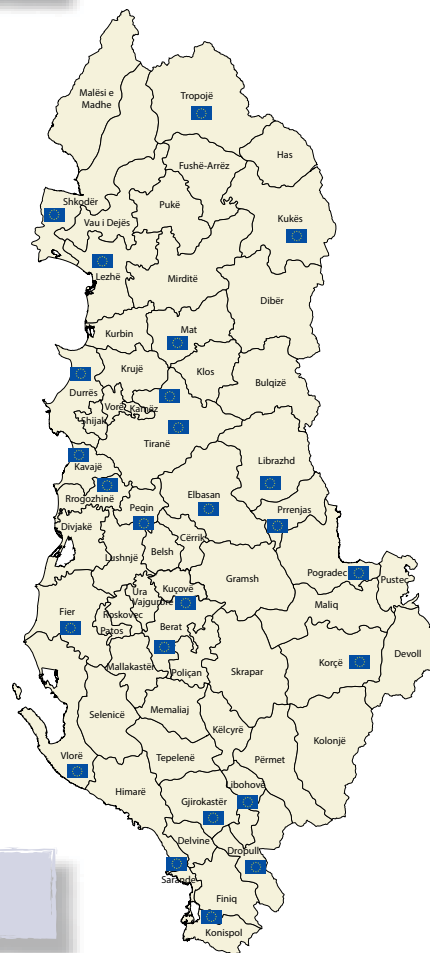 Malësi e
Madhe
Tropojë
Has
Fushë-Arrëz
Shkodër
Pukë
Vau i Dejës
Kukës
Lezhë
Mirditë
Dibër
Kurbin
Mat
Krujë
Klos
Bulqizë
Durrës
Vorë
Kamëz
Shijak
Tiranë
Librazhd
Kavajë
Rrogozhinë
Elbasan
Peqin
Prrenjas
Divjakë
Cërrik
Lushnjë
Belsh
Gramsh
Pogradec
Pustec
Ura
Vajgurore
Kuçovë
Maliq
Fier
Roskovec
Patos
Berat
Devoll
Korçë
Mallakastër
Poliçan
Skrapar
Selenicë
Memaliaj
Këlcyrë
Kolonjë
Vlorë
Tepelenë
Përmet
Himarë
Libohovë
Gjirokastër
Delvine
Dropull
Sarandë
Finiq
Konispol